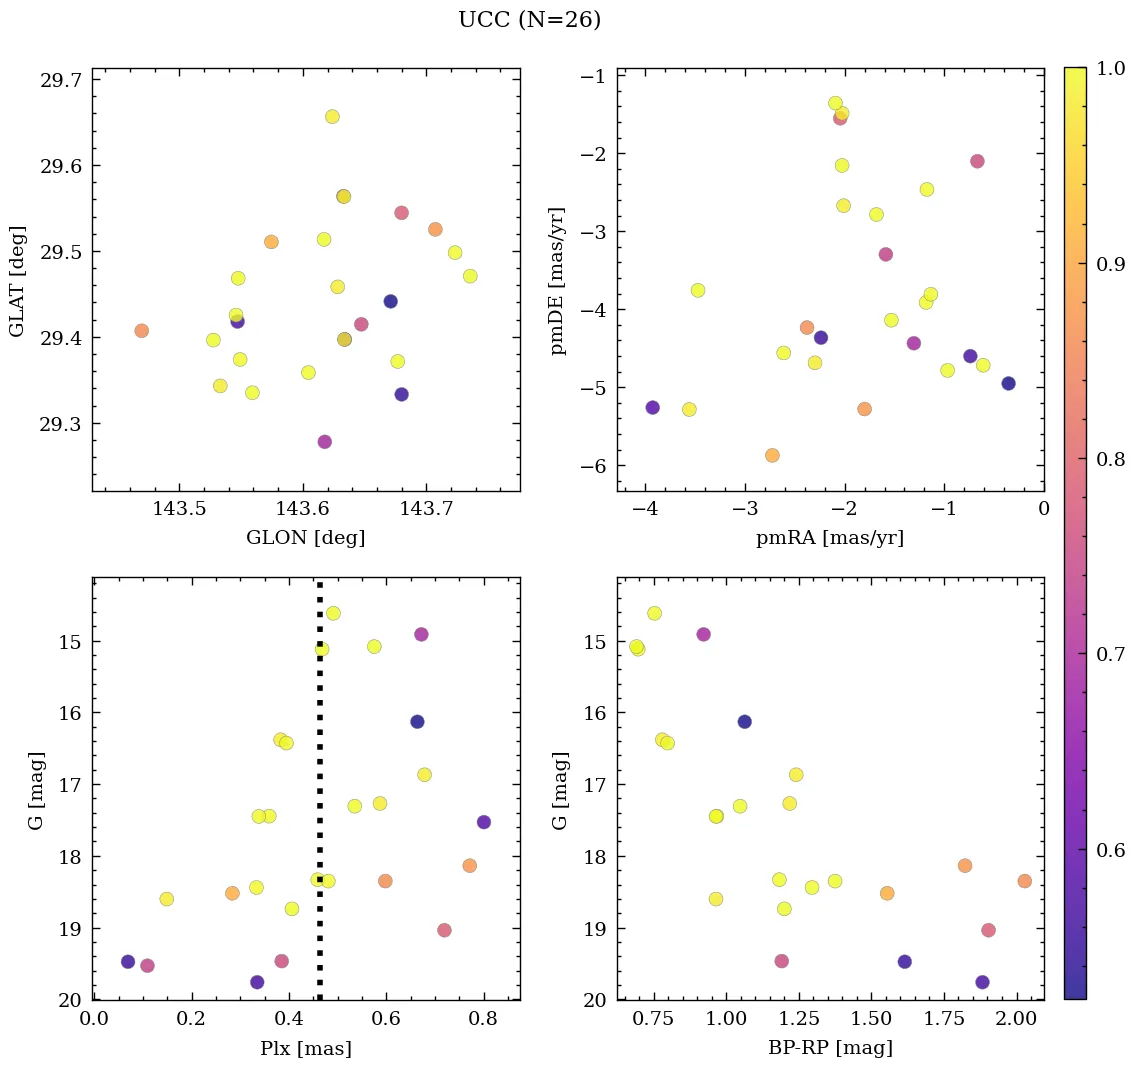 UCC (N=26)
29.7
29.6
29.5
29.4
29.3
GLAT [deg]
143.5 143.6 143.7
GLON [deg]
−1
−2
−3
−4
−5
−6
pmDE [mas/yr]
−4 −3 −2 −1 0
pmRA [mas/yr]
1.0
0.9
0.8
0.7
0.6
15
16
17
18
19
20
G [mag]
0.0 0.2 0.4 0.6 0.8
Plx [mas]
15
16
17
18
19
20
G [mag]
0.75 1.00 1.25 1.50 1.75 2.00
BP-RP [mag]